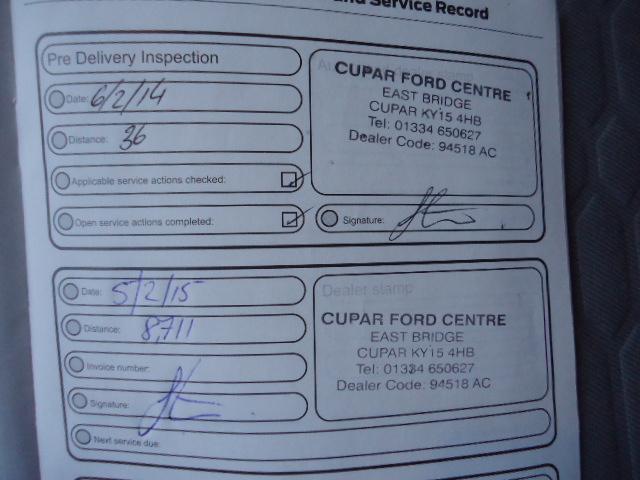 nd Service Record
Pre Delivery Inspection
Date: 6/2/14
Distance: 36
Applicable service actions checked:
Open service actions completed:
CUPAR FORD CENTRE
EAST BRIDGE
CUPAR KY15 4HB
Tel: 01334 650627
Dealer Code: 94518 AC
Signature:
Date: 5/2/15
Distance: 8,711
Invoice number:
Signature:
Next service due:
Dealer stamp
CUPAR FORD CENTRE
EAST BRIDGE
CUPAR KY15 4HB
Tel: 01334 650627
Dealer Code: 94518 AC